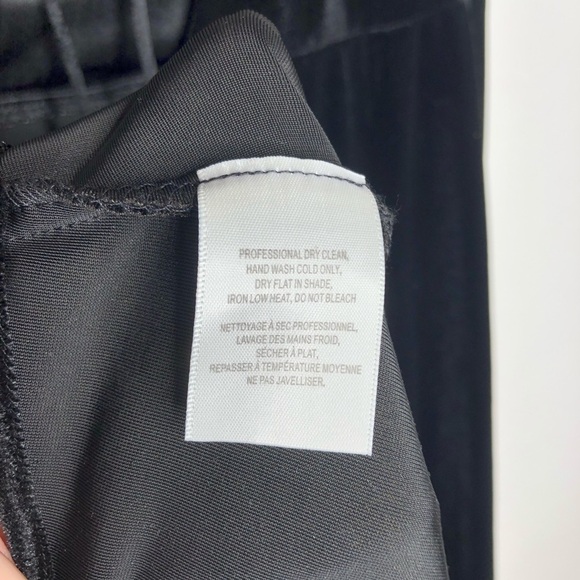 PROFESSIONAL DRY CLEAN,
HAND WASH COLD ONLY,
DRY FLAT IN SHADE,
IRON LOW HEAT, DO NOT BLEACH
NETTOYAGE À SEC PROFESSIONNEL,
LAVAGE DES MAINS FROID,
SÉCHER À PLAT,
REPASSER À TEMPÉRATURE MOYENNE
NE PAS JAVELLISER.